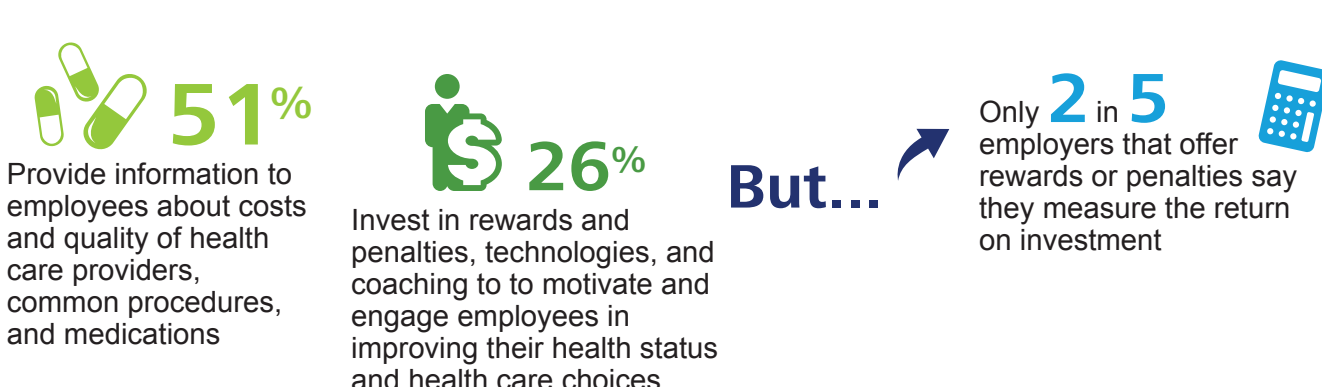 51%
Provide information to
employees about costs
and quality of health
care providers,
common procedures,
and medications
26%
Invest in rewards and
penalties, technologies, and
coaching to to motivate and
engage employees in
improving their health status
and health care choices
But...
Only 2 in 5
employers that offer
rewards or penalties say
they measure the return
on investment